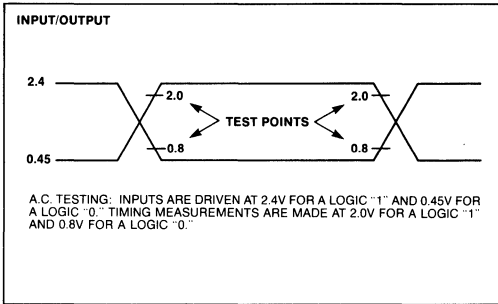 INPUT/OUTPUT
2.4
2.0
2.0
TEST POINTS
0.8
0.8
0.45
A.C. TESTING: INPUTS ARE DRIVEN AT 2.4V FOR A LOGIC "1" AND 0.45V FOR
A LOGIC "0." TIMING MEASUREMENTS ARE MADE AT 2.0V FOR A LOGIC "1"
AND 0.8V FOR A LOGIC "0."